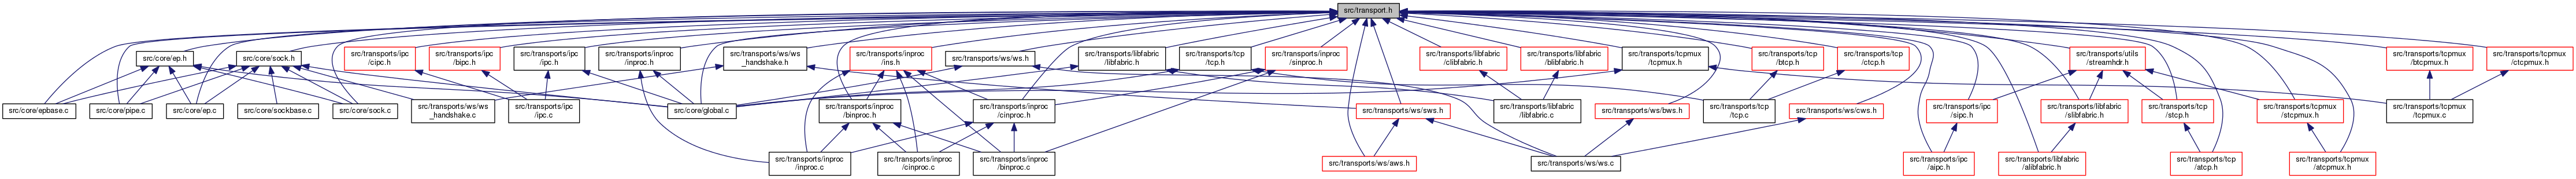 src/transport.h
src/core/ep.h
src/core/sock.h
src/transports/ipc
/cipc.h
src/transports/ipc
/bipc.h
src/transports/ipc
/ipc.h
src/transports/inproc
/inproc.h
src/transports/ws/ws
_handshake.h
src/transports/inproc
/ins.h
src/transports/ws/ws.h
src/transports/libfabric
/libfabric.h
src/transports/tcp
/tcp.h
src/transports/inproc
/sinproc.h
src/transports/libfabric
/clibfabric.h
src/transports/libfabric
/blibfabric.h
src/transports/tcpmux
/tcpmux.h
src/transports/tcp
/btcp.h
src/transports/tcp
/ctcp.h
src/transports/utils
/streamhdr.h
src/transports/tcpmux
/btcpmux.h
src/transports/tcpmux
/ctcpmux.h
src/core/epbase.c
src/core/pipe.c
src/core/ep.c
src/core/sockbase.c
src/core/sock.c
src/transports/ws/ws
_handshake.c
src/transports/ipc
/ipc.c
src/core/global.c
src/transports/inproc
/binproc.h
src/transports/inproc
/cinproc.h
src/transports/ws/sws.h
src/transports/libfabric
/libfabric.c
src/transports/ws/bws.h
src/transports/tcp
/tcp.c
src/transports/ws/cws.h
src/transports/ipc
/sipc.h
src/transports/libfabric
/slibfabric.h
src/transports/tcp
/stcp.h
src/transports/tcpmux
/stcpmux.h
src/transports/tcpmux
/tcpmux.c
src/transports/inproc
/inproc.c
src/transports/inproc
/cinproc.c
src/transports/inproc
/binproc.c
src/transports/ws/aws.h
src/transports/ws/ws.c
src/transports/ipc
/aipc.h
src/transports/libfabric
/alibfabric.h
src/transports/tcp
/atcp.h
src/transports/tcpmux
/atcpmux.h